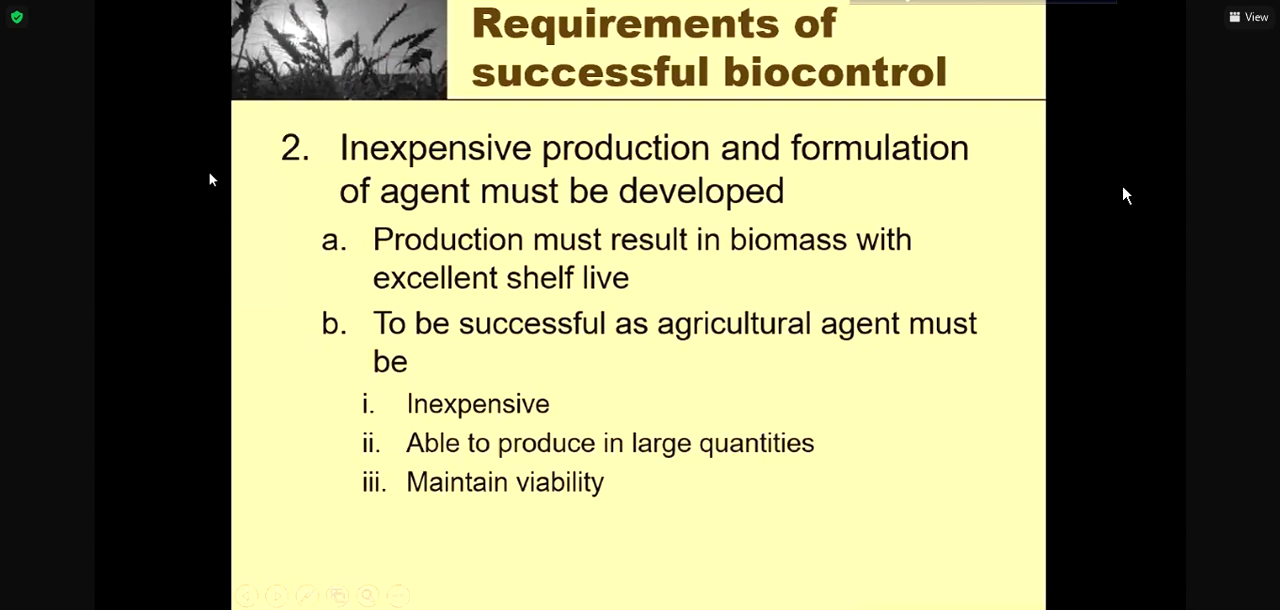 View
Requirements of
successful biocontrol
2. Inexpensive production and formulation
of agent must be developed
a. Production must result in biomass with
excellent shelf live
b. To be successful as agricultural agent must
be
i. Inexpensive
ii. Able to produce in large quantities
iii. Maintain viability